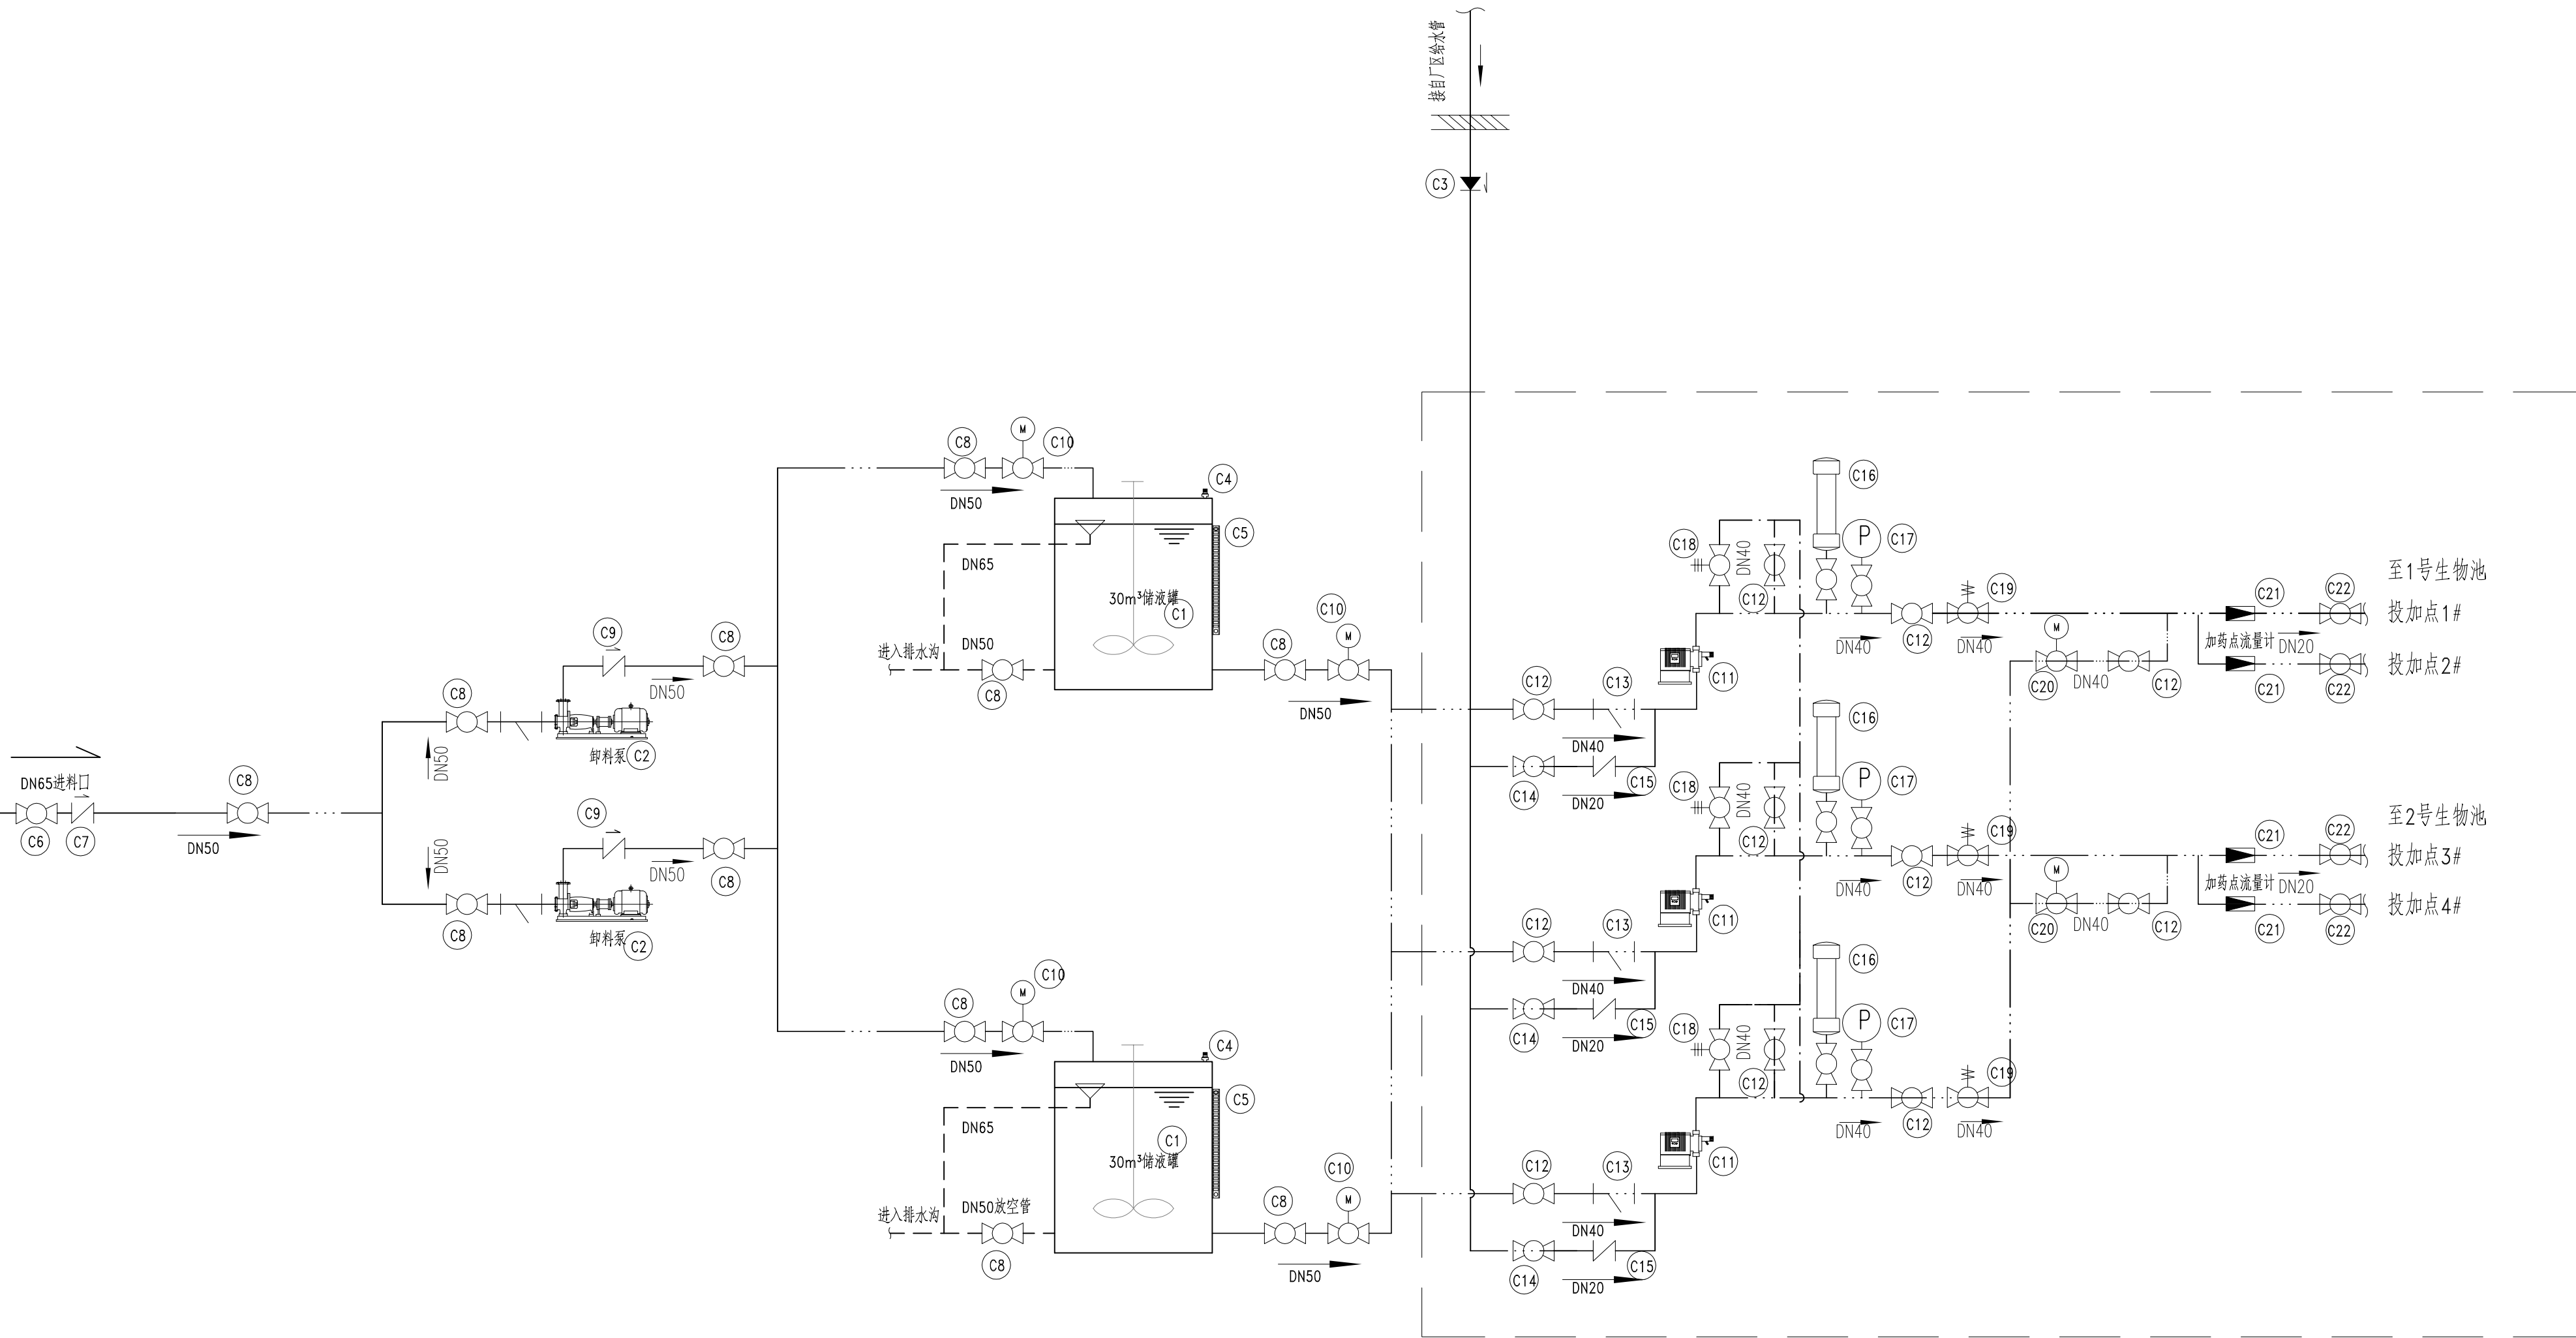 接自厂区给水管
C3
C8
M
C10
C4
DN50
C5
DN65
30m³储液罐
C1
DN50
进入排水沟
C8
C10
M
C8
DN50
C9
C8
DN50
C8
DN50
卸料泵
C2
DN65进料口
C6
C7
C8
DN50
C9
DN50
C8
DN50
C8
卸料泵
C2
C8
M
C10
C4
DN50
C5
DN65
C1
30m³储液罐
DN50放空管
进入排水沟
C8
C8
C10
M
DN50
C16
C18
DN40
P
C17
C12
C12
C13
C11
DN40
C14
C15
DN20
DN40
C12
C19
DN40
M
C20
DN40
C12
C21
C22
加药点流量计
DN20
C21
C22
至1号生物池
投加点1#
投加点2#
C16
C18
DN40
P
C17
C12
C12
C13
C11
DN40
C14
C15
DN20
DN40
C12
C19
DN40
M
C20
DN40
C12
C21
C22
加药点流量计
DN20
C21
C22
至2号生物池
投加点3#
投加点4#
C16
C18
DN40
P
C17
C12
C12
C13
C11
DN40
C14
C15
DN20
DN40
C12
C19
DN40